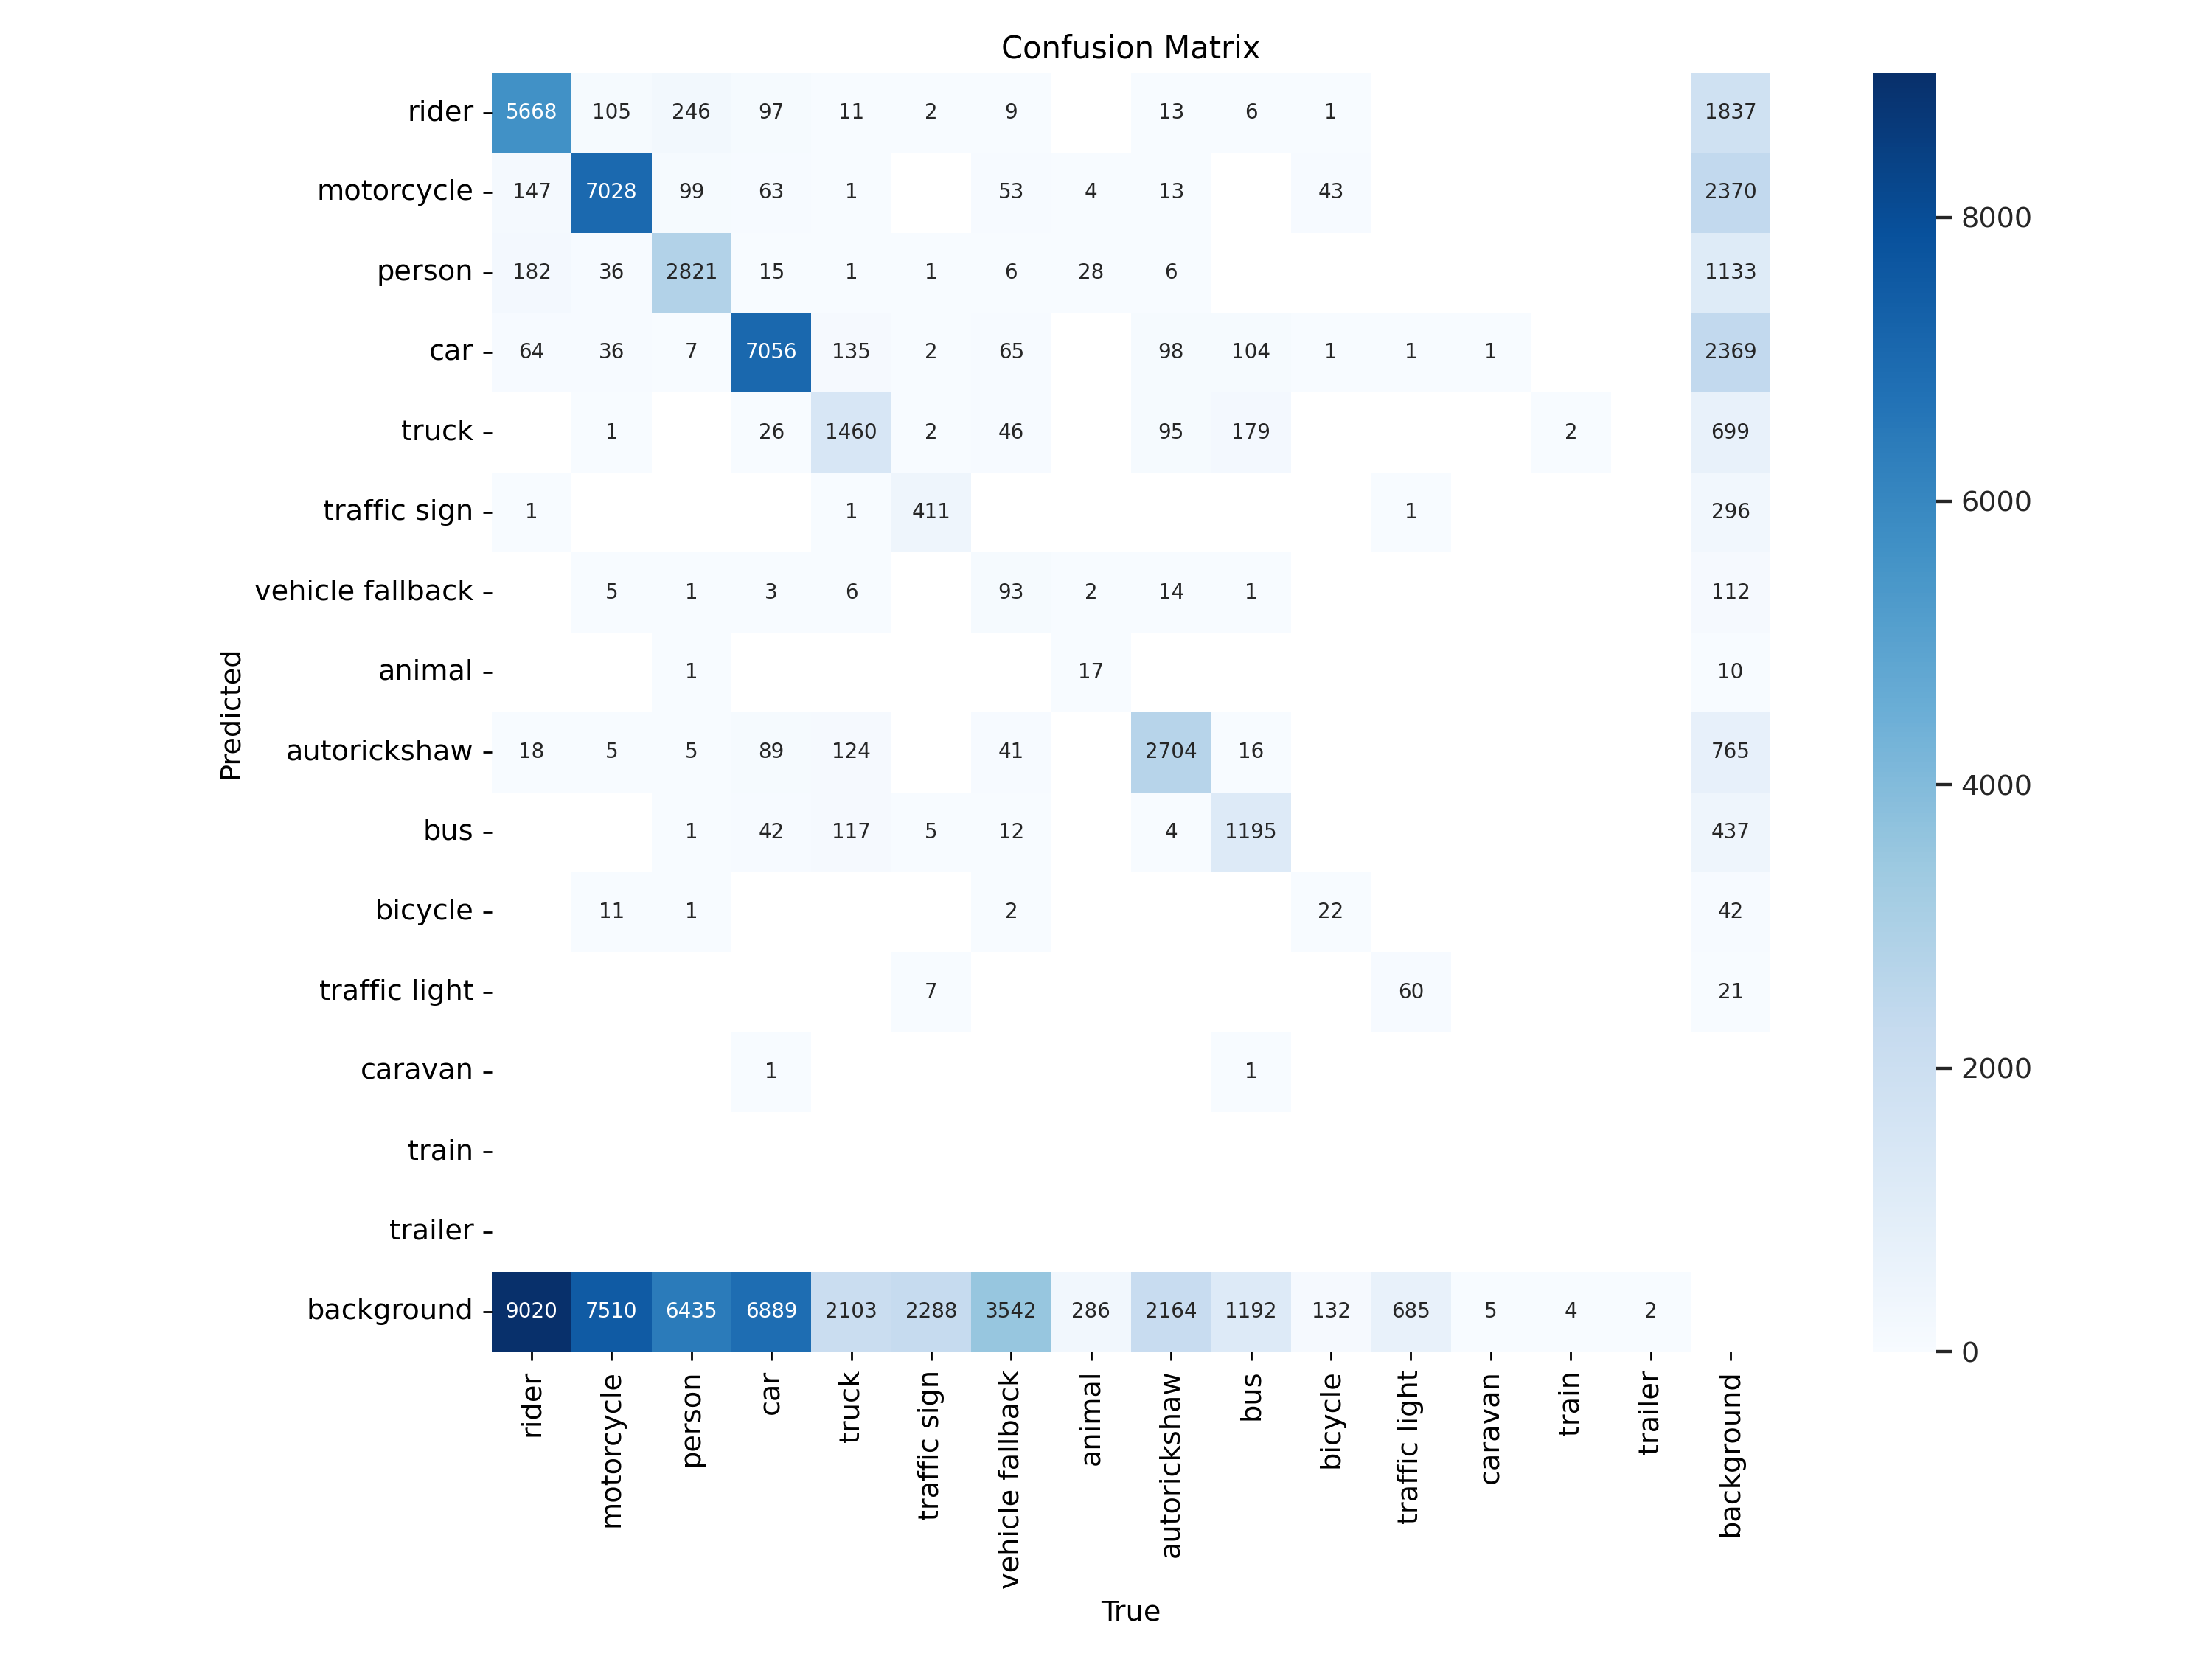 Confusion Matrix
rider 5668 105 246 97 11 2 9 13 6 1 1837
motorcycle 147 7028 99 63 1 53 4 13 43 2370
8000
person 182 36 2821 15 1 1 6 28 6 1133
car 64 36 7 7056 135 2 65 98 104 1 1 1 2369
truck 1 26 1460 2 46 95 179 2 699
6000
traffic sign 1 1 411 1 296
vehicle fallback 5 1 3 6 93 2 14 1 112
animal 1 17 10
Predicted
autorickshaw 18 5 5 89 124 41 2704 16 765
4000
bus 1 42 117 5 12 4 1195 437
bicycle 11 1 2 22 42
traffic light 7 60 21
caravan 1 1
2000
train
trailer
background 9020 7510 6435 6889 2103 2288 3542 286 2164 1192 132 685 5 4 2
0
rider motorcycle person car truck traffic sign vehicle fallback animal autorickshaw bus bicycle traffic light caravan train trailer background
True